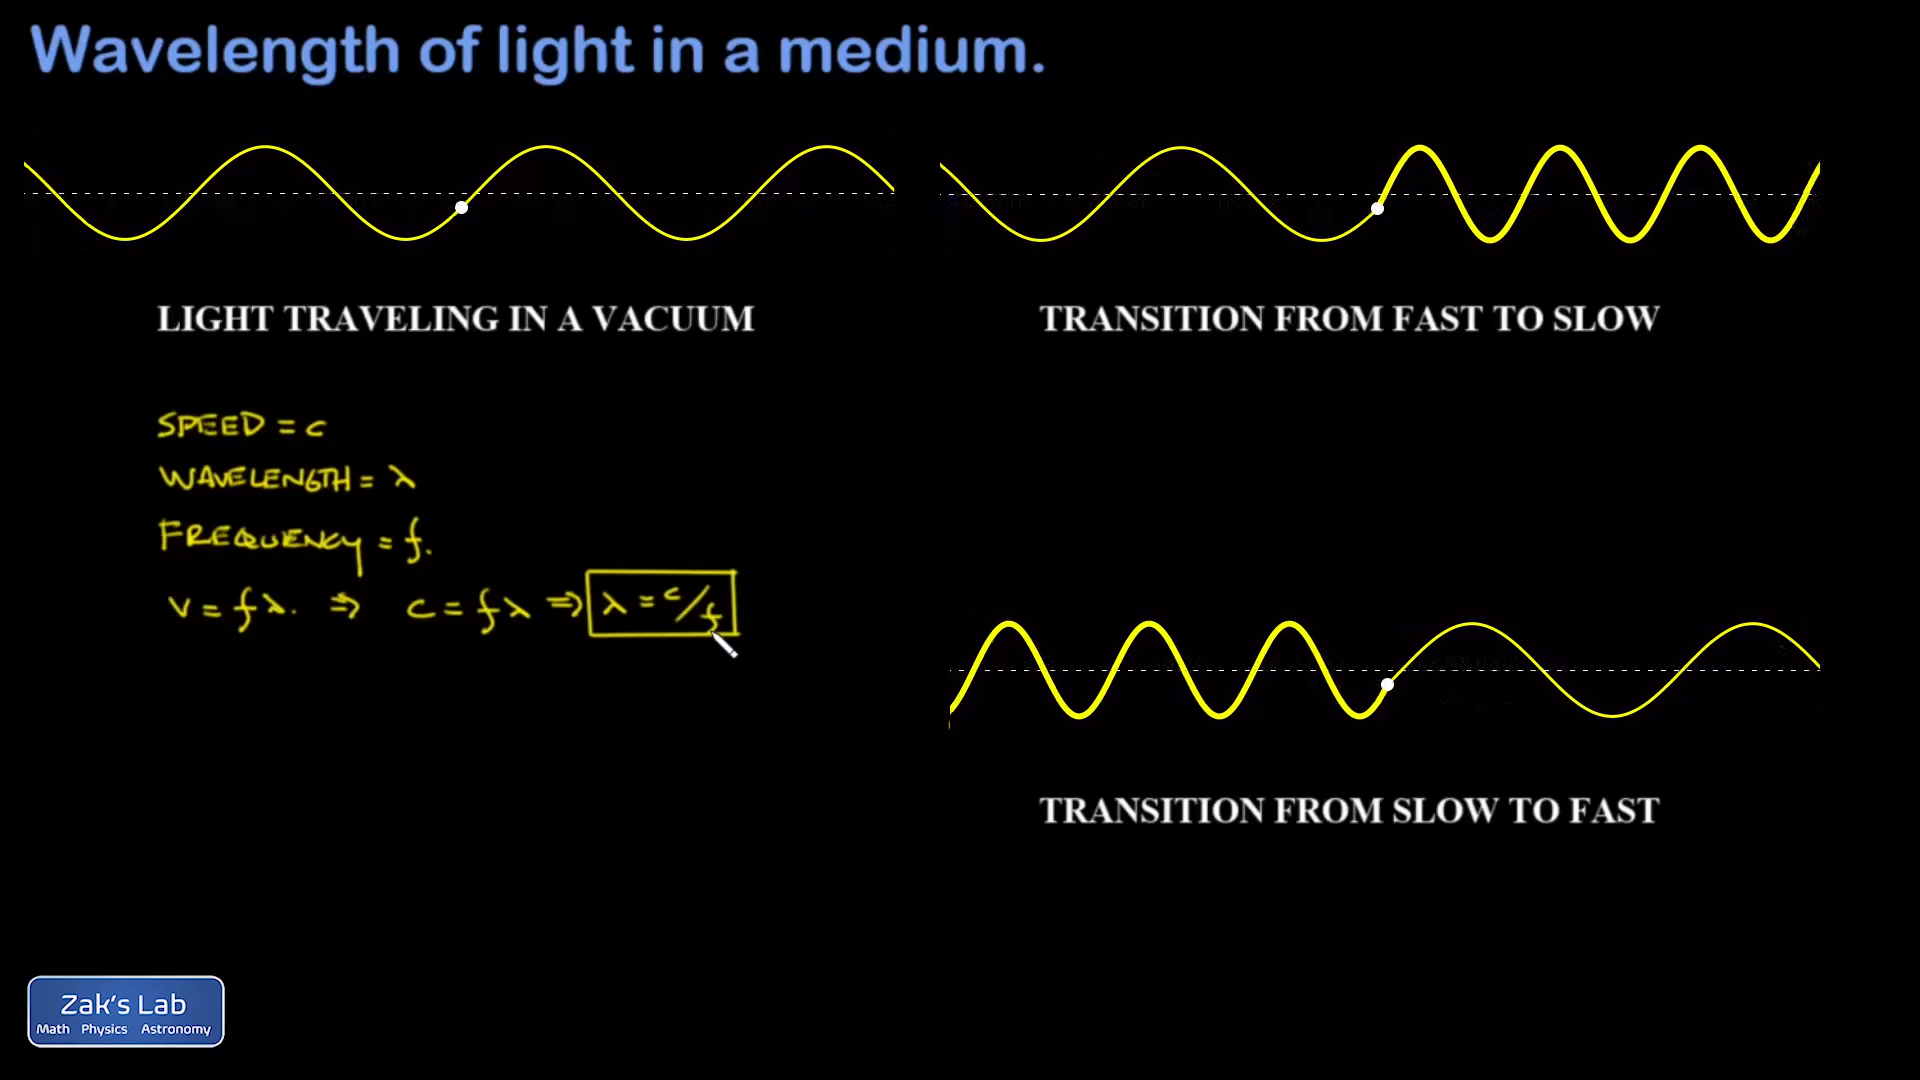 Wavelength of light in a medium.
LIGHT TRAVELING IN A VACUUM
TRANSITION FROM FAST TO SLOW
SPEED = c
WAVELENGTH = λ
FREQUENCY = f.
v = fλ. ⇒ c = fλ ⇒ λ = c/f
TRANSITION FROM SLOW TO FAST
Zak's Lab
Math Physics Astronomy